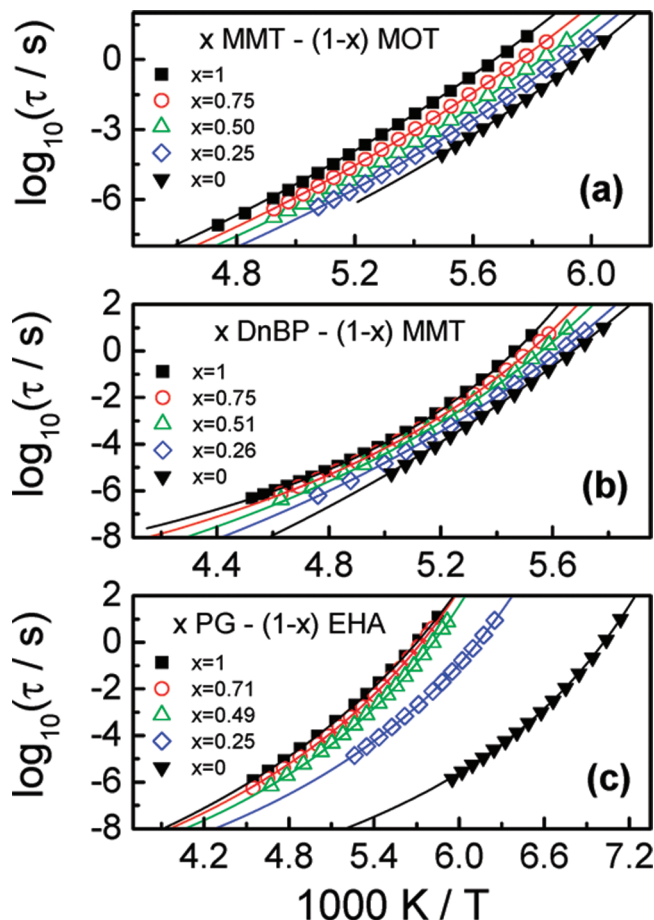 x MMT - (1-x) MOT
x=1
x=0.75
x=0.50
x=0.25
x=0
(a)
log₁₀(τ / s)
0
-3
-6
4.8 5.2 5.6 6.0
x DnBP - (1-x) MMT
x=1
x=0.75
x=0.51
x=0.26
x=0
(b)
log₁₀(τ / s)
2
0
-2
-4
-6
-8
4.4 4.8 5.2 5.6
x PG - (1-x) EHA
x=1
x=0.71
x=0.49
x=0.25
x=0
(c)
log₁₀(τ / s)
2
0
-2
-4
-6
-8
4.2 4.8 5.4 6.0 6.6 7.2
1000 K / T